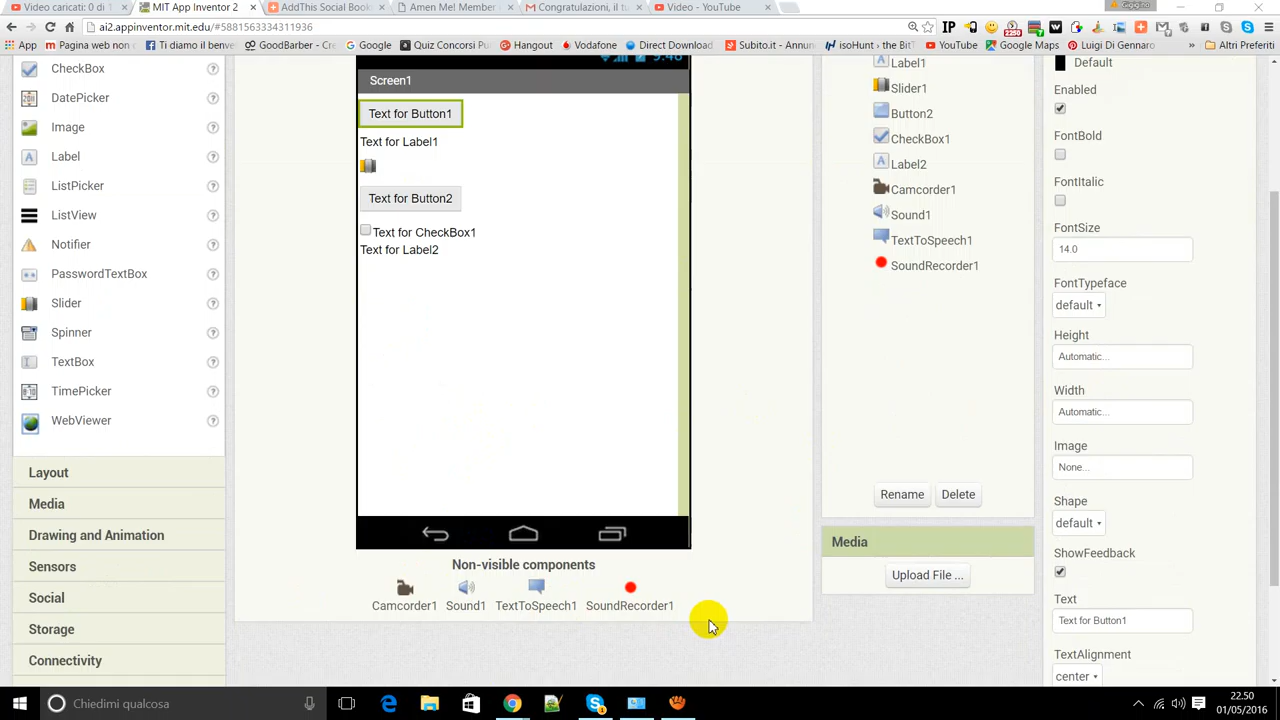 Video caricati: 0 di 1
MIT App Inventor 2
AddThis Social Book
Amen Me! Member
Congratulazioni, il tu
Video - YouTube
ai2.appinventor.mit.edu/#5881563334311936
App
Pagina web non
Ti diamo il benve
GoodBarber - Crea
Google
Quiz Concorsi Pu
Hangout
Vodafone
Direct Download
Subito.it - Annun
isoHunt › the BitT
YouTube
Google Maps
Luigi Di Gennaro
Altri Preferiti
CheckBox
DatePicker
Image
Label
ListPicker
ListView
Notifier
PasswordTextBox
Slider
Spinner
TextBox
TimePicker
WebViewer
Layout
Media
Drawing and Animation
Sensors
Social
Storage
Connectivity
9:48
Screen1
Text for Button1
Text for Label1
Text for Button2
Text for CheckBox1
Text for Label2
Non-visible components
Camcorder1 Sound1 TextToSpeech1 SoundRecorder1
Label1
Slider1
Button2
CheckBox1
Label2
Camcorder1
Sound1
TextToSpeech1
SoundRecorder1
Rename Delete
Media
Upload File ...
Default
Enabled
FontBold
FontItalic
FontSize
14.0
FontTypeface
default
Height
Automatic...
Width
Automatic...
Image
None...
Shape
default
ShowFeedback
Text
Text for Button1
TextAlignment
center
Chiedimi qualcosa
22.50
01/05/2016